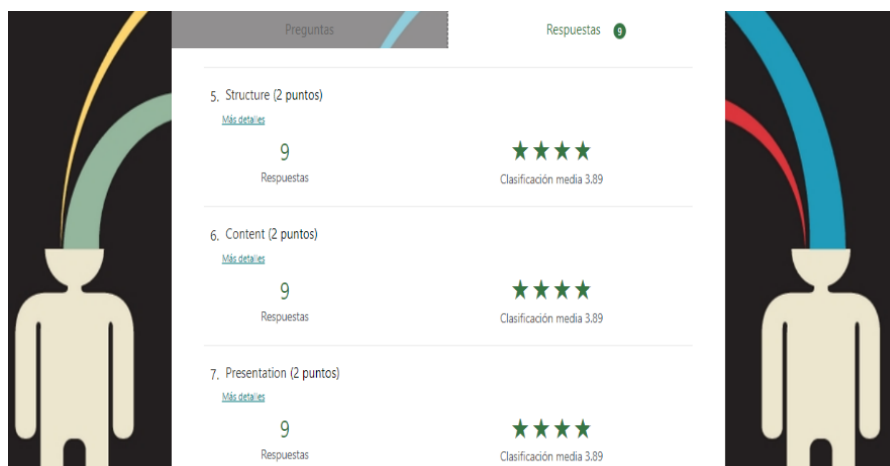 Preguntas
Respuestas 9
5. Structure (2 puntos)
Más detalles
9
Respuestas
Clasificación media 3.89
6. Content (2 puntos)
Más detalles
9
Respuestas
Clasificación media 3.89
7. Presentation (2 puntos)
Más detalles
9
Respuestas
Clasificación media 3.89